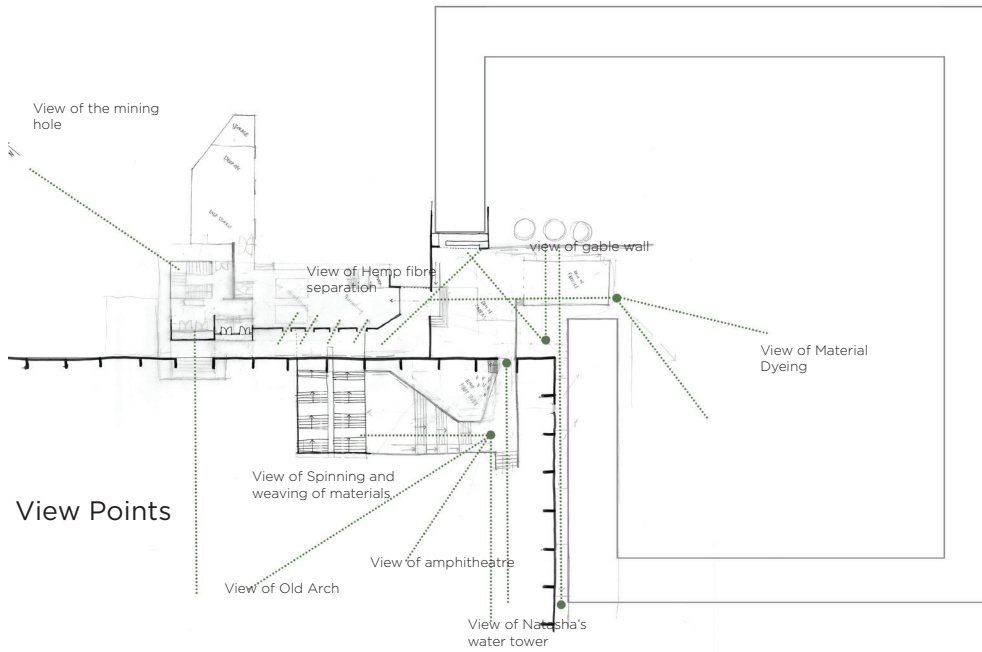 View of the mining
hole
view of gable wall
View of Hemp fibre
separation
View of Material
Dyeing
View of Spinning and
weaving of materials
View Points
View of amphitheatre
View of Old Arch
View of Natasha's
water tower